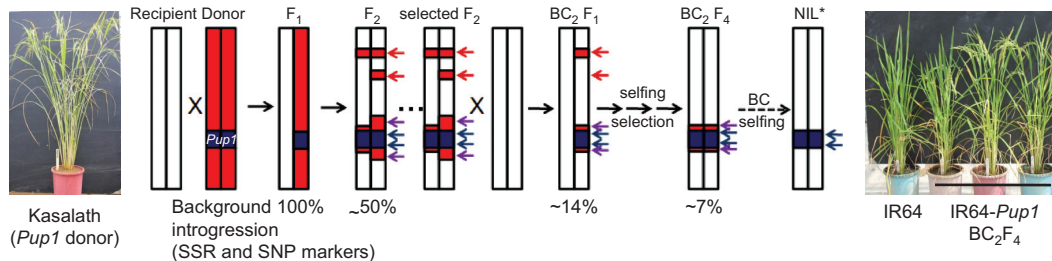 Recipient Donor F1 F2 selected F2 BC2 F1 BC2 F4 NIL*
X
Pup1
...
X
selfing
selection
BC
selfing
Kasalath
(Pup1 donor)
Background 100% ~50% ~14% ~7%
introgression
(SSR and SNP markers)
IR64 IR64-Pup1
BC2F4